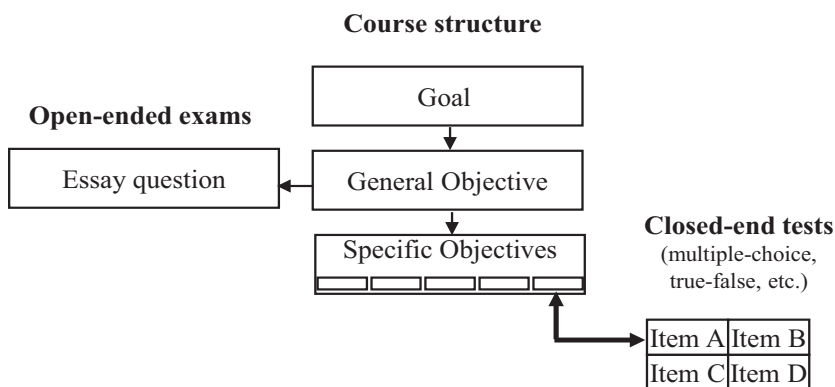 Course structure
Goal
Open-ended exams
Essay question
General Objective
Specific Objectives
Closed-end tests
(multiple-choice,
true-false, etc.)
Item A Item B
Item C Item D